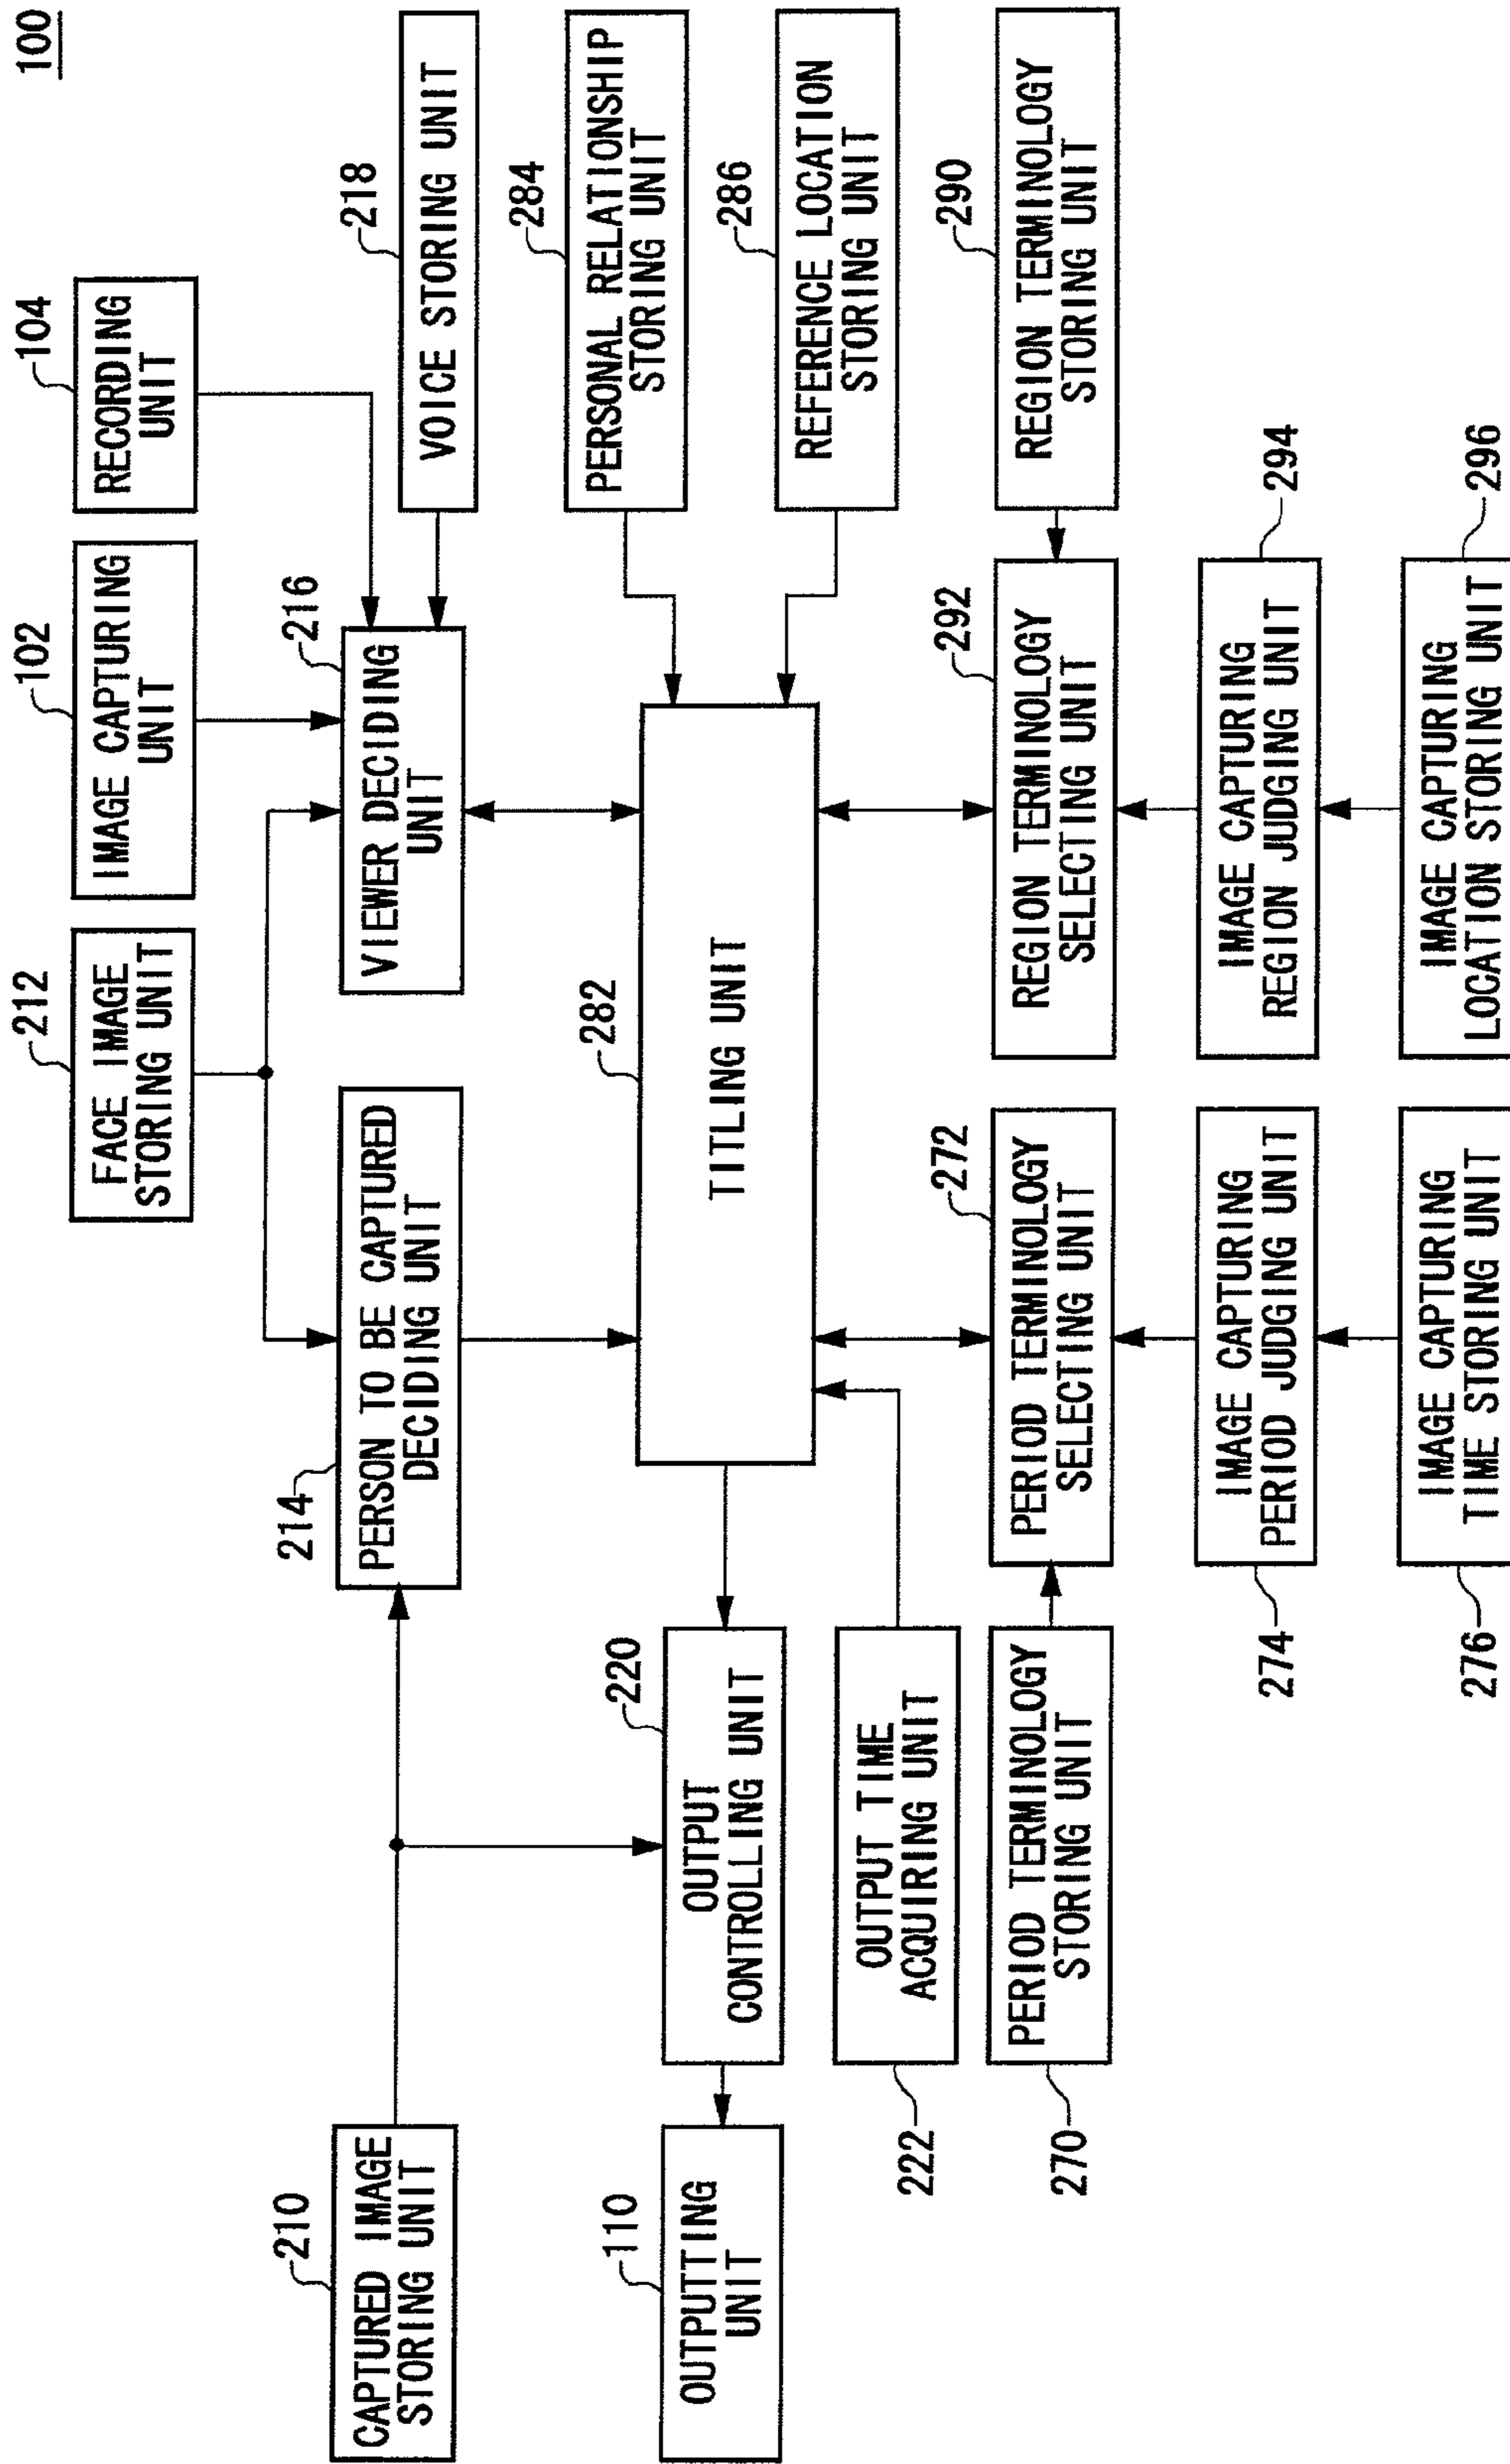 100
212
FACE IMAGE
STORING UNIT
102
IMAGE CAPTURING
UNIT
104
RECORDING
UNIT
210
CAPTURED IMAGE
STORING UNIT
214
PERSON TO BE CAPTURED
DECIDING UNIT
216
VIEWER DECIDING
UNIT
218
VOICE STORING UNIT
284
PERSONAL RELATIONSHIP
STORING UNIT
110
OUTPUTTING
UNIT
220
OUTPUT
CONTROLLING UNIT
282
TITLING UNIT
286
REFERENCE LOCATION
STORING UNIT
222
OUTPUT TIME
ACQUIRING UNIT
270
PERIOD TERMINOLOGY
STORING UNIT
272
PERIOD TERMINOLOGY
SELECTING UNIT
292
REGION TERMINOLOGY
SELECTING UNIT
290
REGION TERMINOLOGY
STORING UNIT
274
IMAGE CAPTURING
PERIOD JUDGING UNIT
294
IMAGE CAPTURING
REGION JUDGING UNIT
276
IMAGE CAPTURING
TIME STORING UNIT
296
IMAGE CAPTURING
LOCATION STORING UNIT